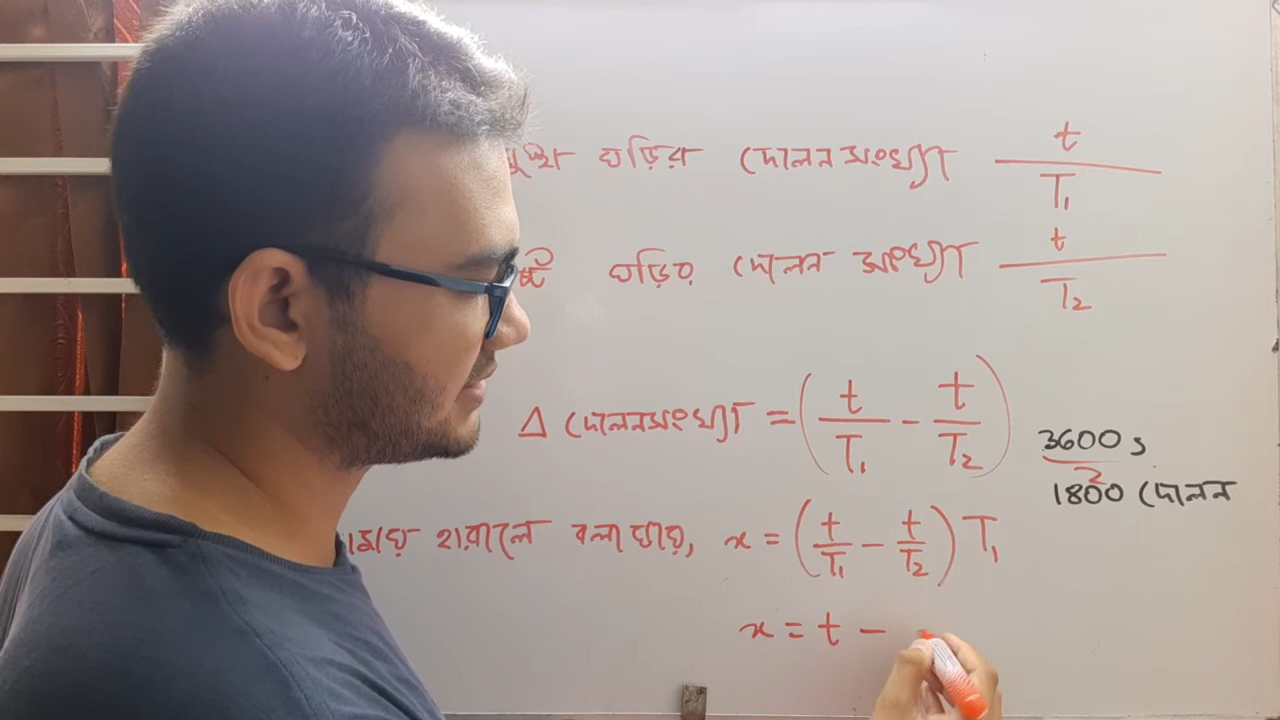 ঘড়ির দোলনসংখ্যা t/T₁
ঘড়ির দোলন সংখ্যা t/T₂
Δ দোলনসংখ্যা = (t/T₁ - t/T₂)
3600 s
2
1800 দোলন
হারালে বলা যায়, x = (t/T₁ - t/T₂) T₁
x = t -